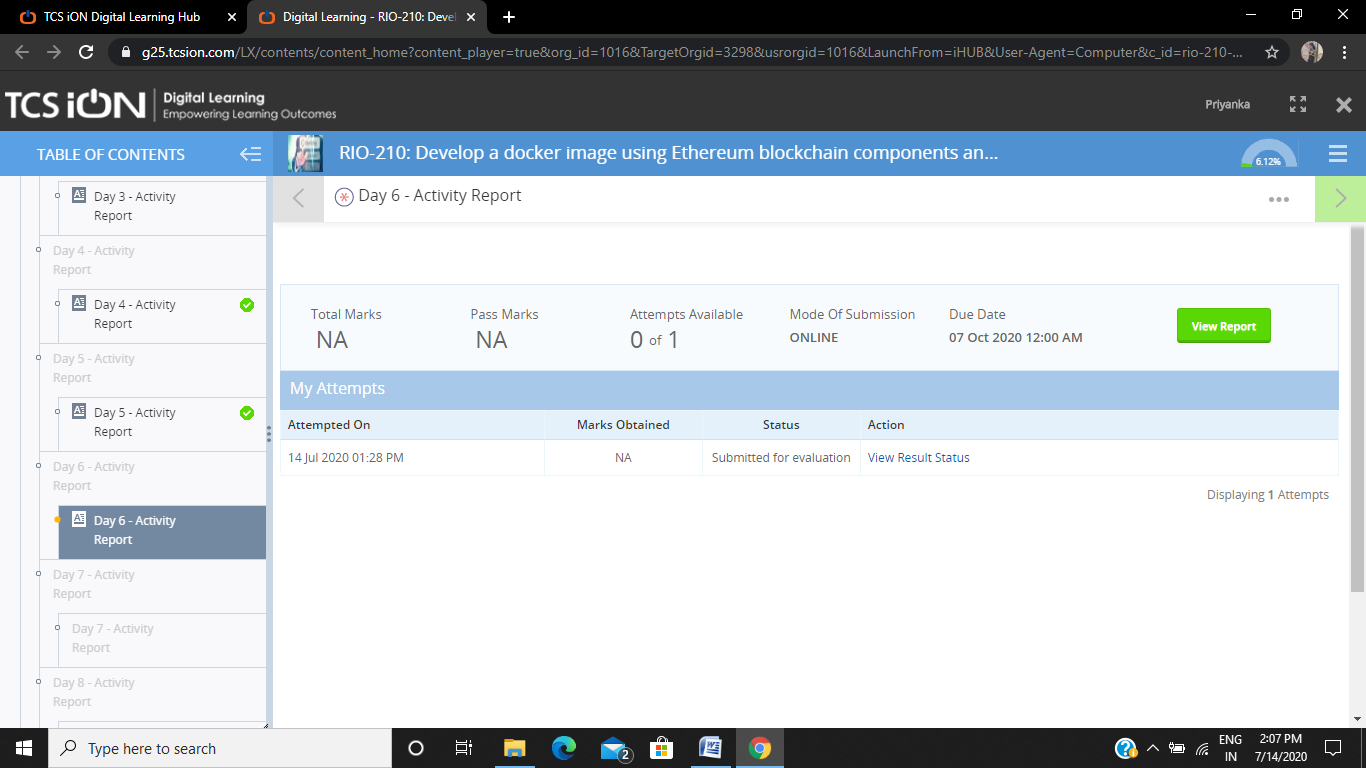 TCS iON Digital Learning Hub
Digital Learning - RIO-210: Devel
g25.tcsion.com/LX/contents/content_home?content_player=true&org_id=1016&TargetOrgid=3298&usrorgid=1016&LaunchFrom=iHUB&User-Agent=Computer&c_id=rio-210-...
TCS iON
Digital Learning
Empowering Learning Outcomes
Priyanka
TABLE OF CONTENTS
RIO-210: Develop a docker image using Ethereum blockchain components an...
6.12%
Day 3 - Activity
Report
Day 4 - Activity
Report
Day 4 - Activity
Report
Day 5 - Activity
Report
Day 5 - Activity
Report
Day 6 - Activity
Report
Day 6 - Activity
Report
Day 7 - Activity
Report
Day 7 - Activity
Report
Day 8 - Activity
Report
Day 6 - Activity Report
Total Marks
NA
Pass Marks
NA
Attempts Available
0 of 1
Mode Of Submission
ONLINE
Due Date
07 Oct 2020 12:00 AM
View Report
My Attempts
Attempted On Marks Obtained Status Action
14 Jul 2020 01:28 PM NA Submitted for evaluation View Result Status
Displaying 1 Attempts
Type here to search
2
ENG
IN
2:07 PM
7/14/2020